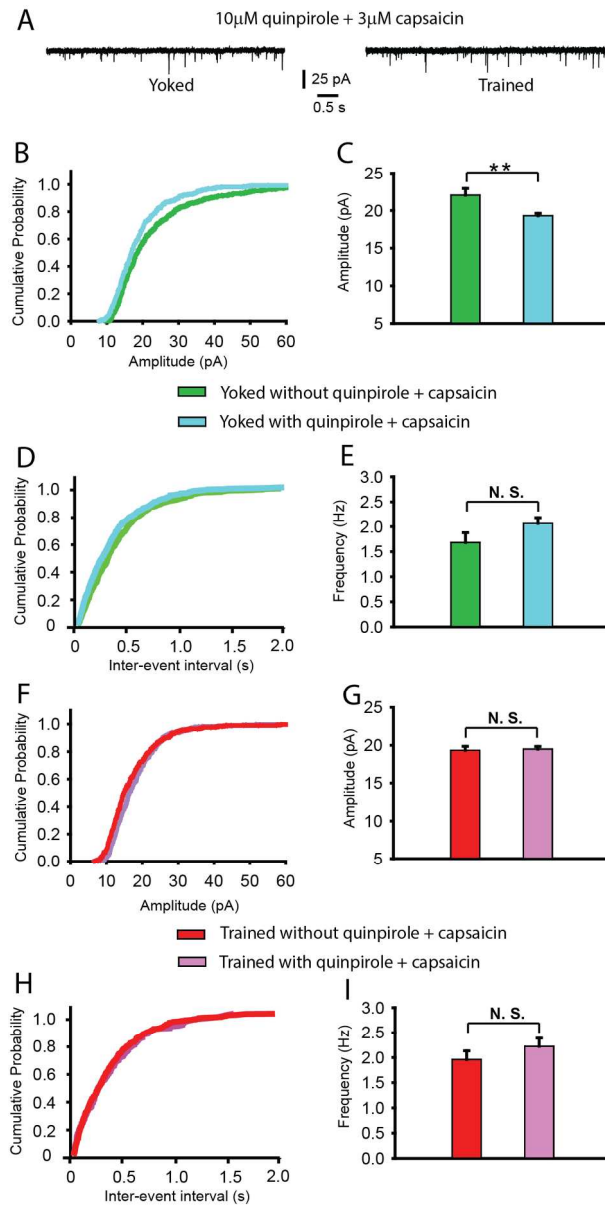 A
10µM quinpirole + 3µM capsaicin
Yoked
25 pA
0.5 s
Trained
B
Cumulative Probability
1.0
0.8
0.6
0.4
0.2
0.0
0 10 20 30 40 50 60
Amplitude (pA)
C
**
Amplitude (pA)
25
20
15
10
5
Yoked without quinpirole + capsaicin
Yoked with quinpirole + capsaicin
D
Cumulative Probability
1.0
0.8
0.6
0.4
0.2
0
0 0.5 1.0 1.5 2.0
Inter-event interval (s)
E
N. S.
Frequency (Hz)
3.0
2.5
2.0
1.5
1.0
0.5
0.0
F
Cumulative Probability
1.0
0.8
0.6
0.4
0.2
0.0
0 10 20 30 40 50 60
Amplitude (pA)
G
N. S.
Amplitude (pA)
25
20
15
10
5
Trained without quinpirole + capsaicin
Trained with quinpirole + capsaicin
H
Cumulative Probability
1.0
0.8
0.6
0.4
0.2
0
0 0.5 1.0 1.5 2.0
Inter-event interval (s)
I
N. S.
Frequency (Hz)
3.0
2.5
2.0
1.5
1.0
0.5
0.0